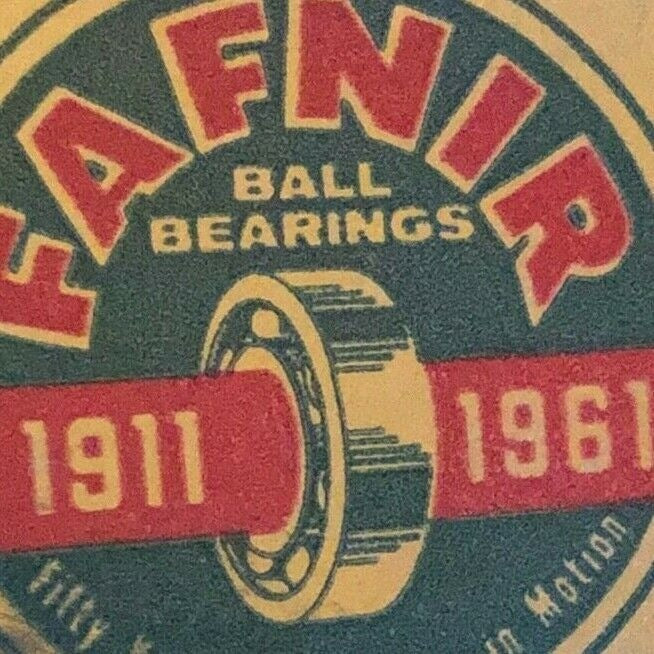 FAFNIR
BALL
BEARINGS
1911 1961
Fifty
in Motion